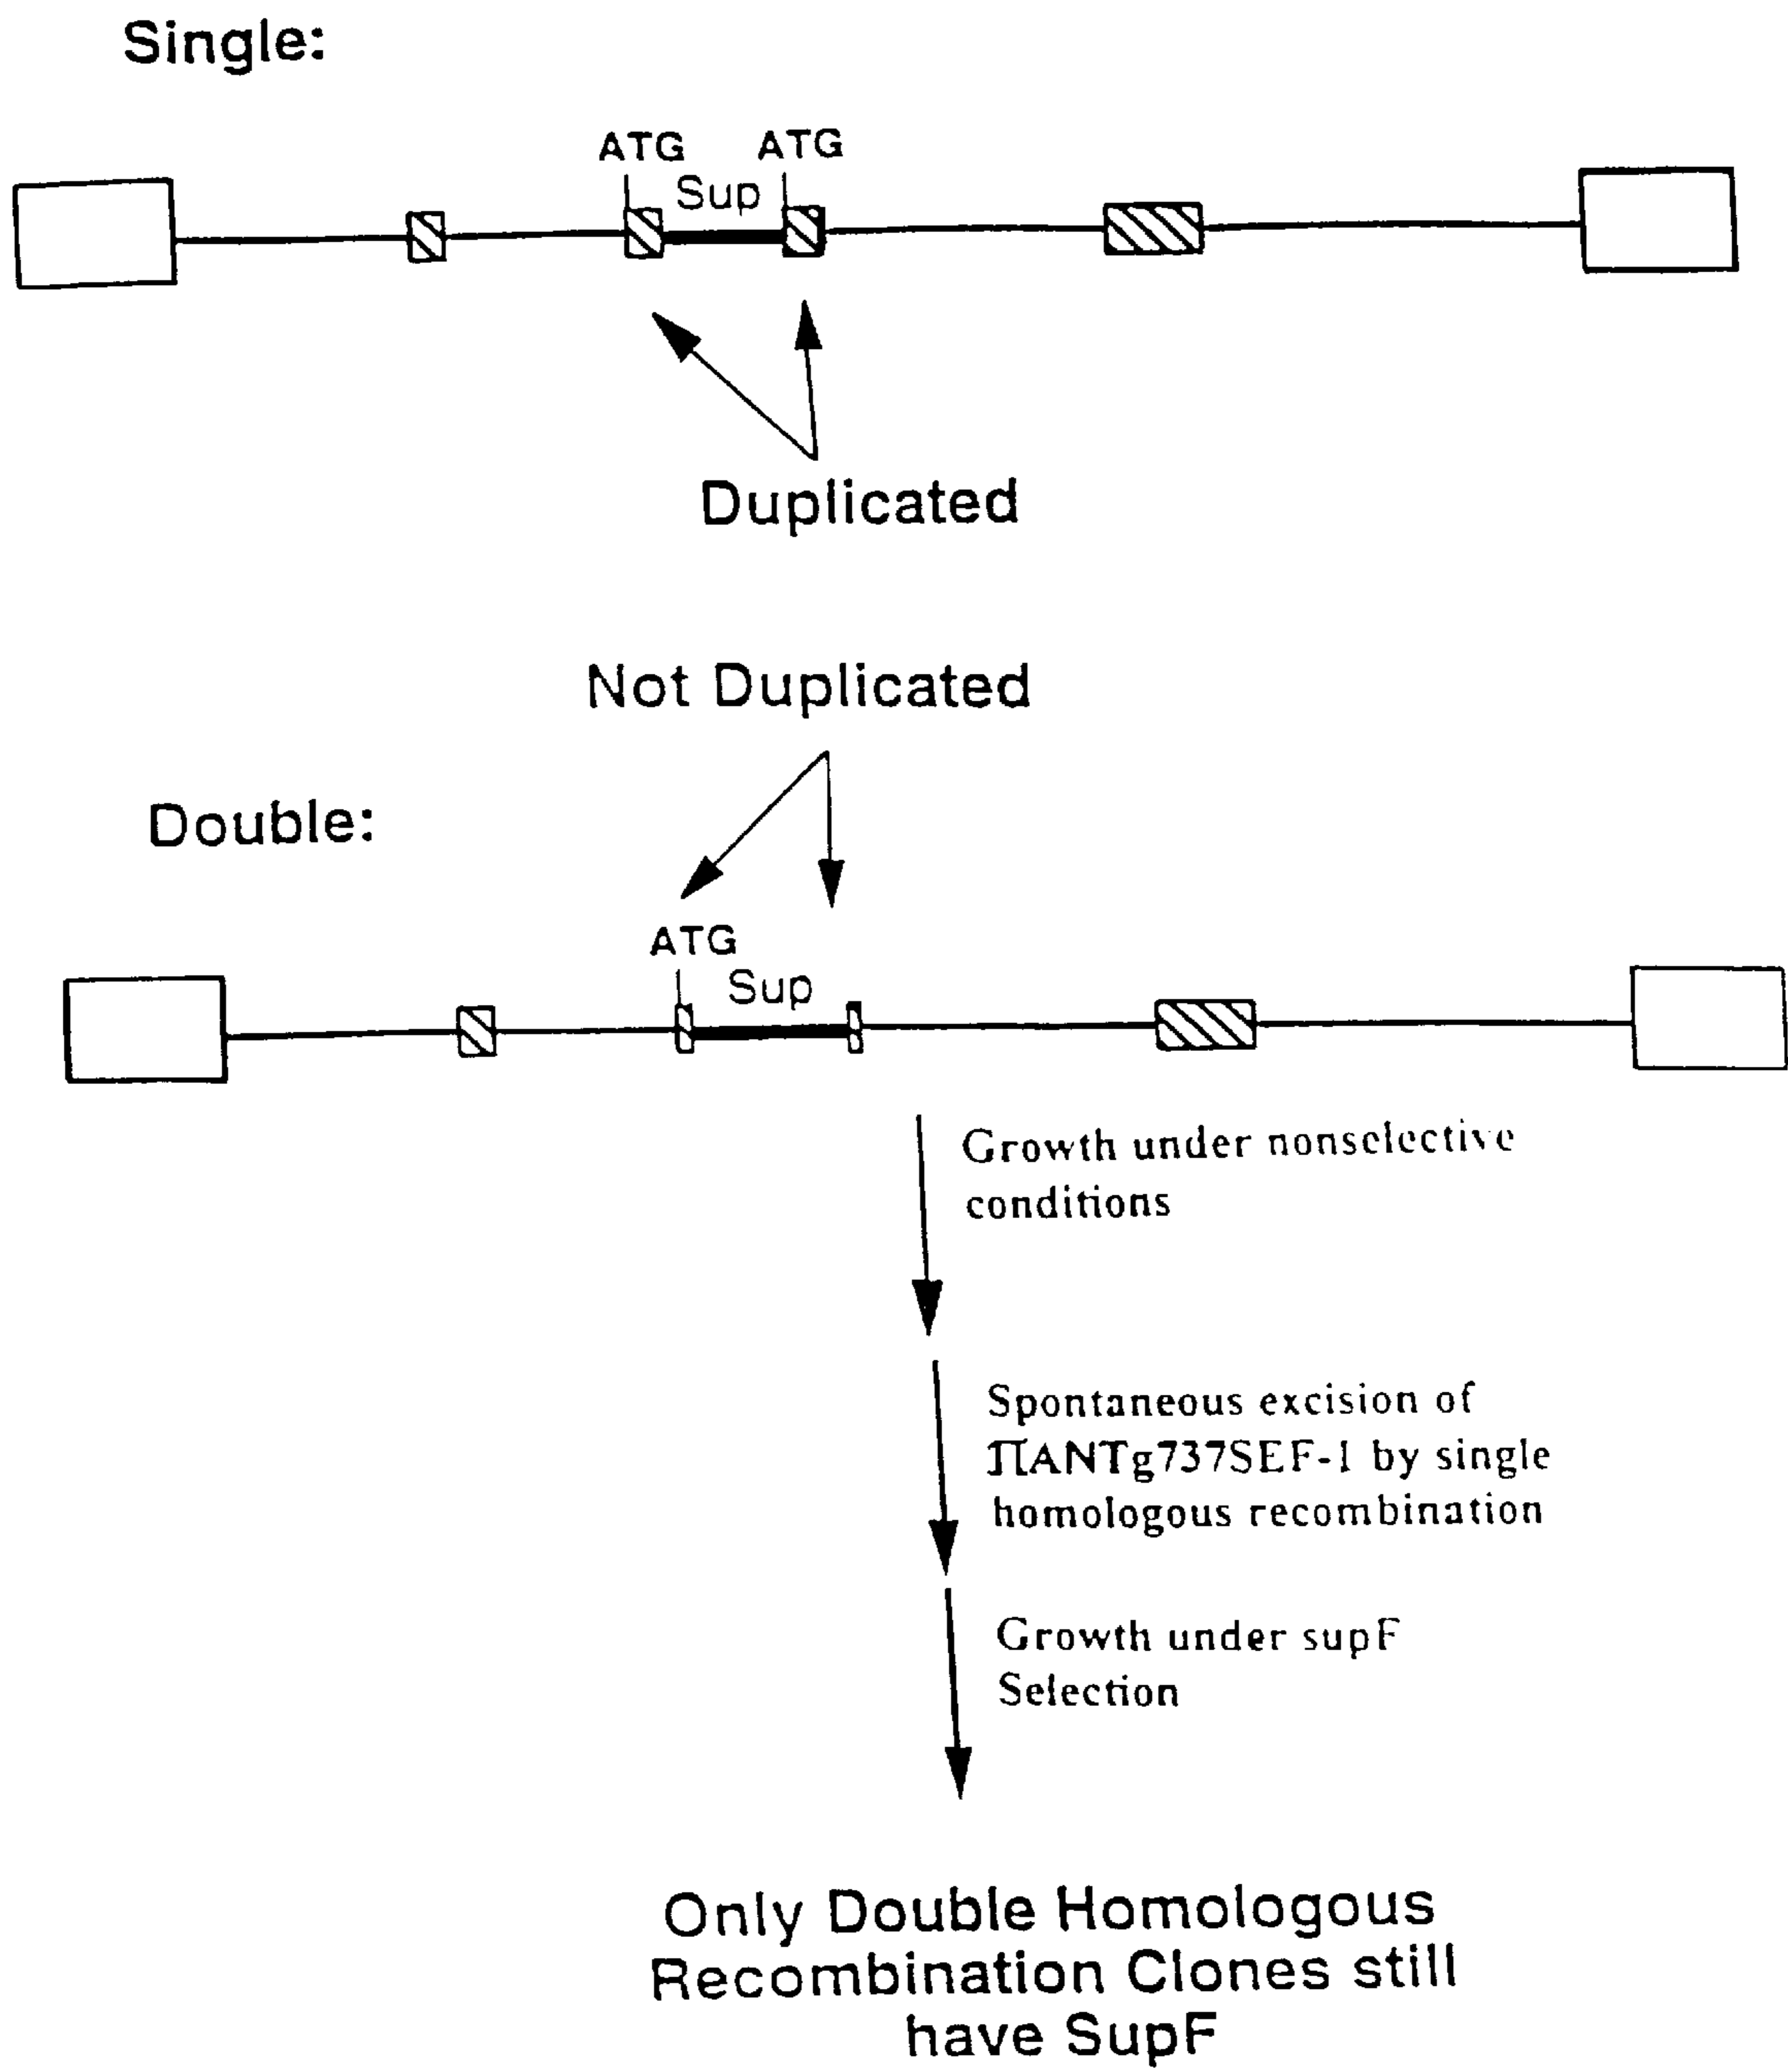 Single:
ATG ATG
Sup
Duplicated
Not Duplicated
Double:
ATG
Sup
Growth under nonselective
conditions
Spontaneous excision of
ΠANTg737SEF-1 by single
homologous recombination
Growth under supF
Selection
Only Double Homologous
Recombination Clones still
have SupF